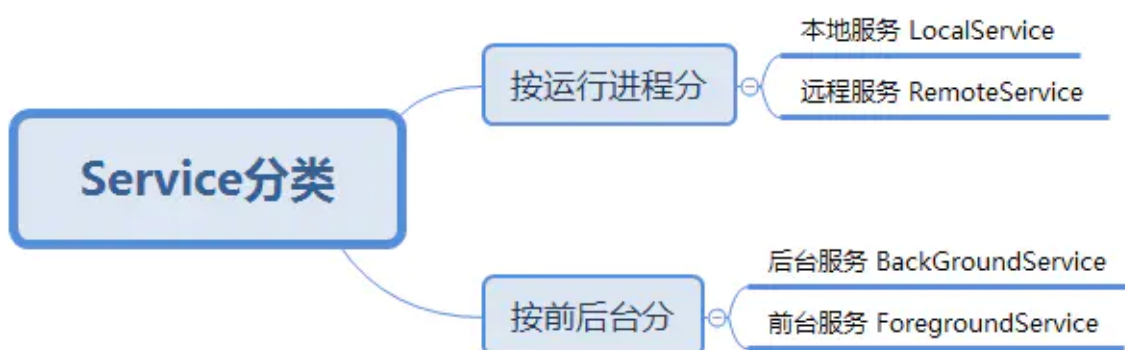 Service分类
按运行进程分
本地服务 LocalService
远程服务 RemoteService
按前后台分
后台服务 BackGroundService
前台服务 ForegroundService